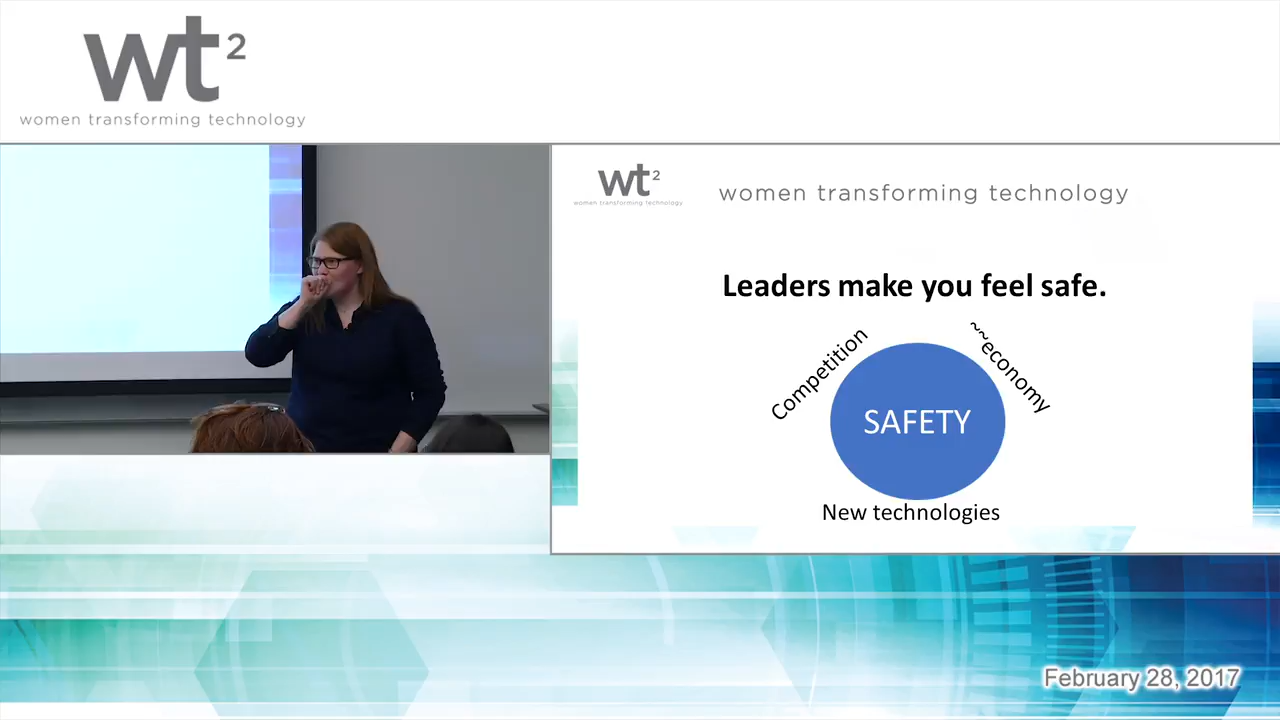 wt2
women transforming technology
wt2
women transforming technology
women transforming technology
Leaders make you feel safe.
Competition
~~economy
SAFETY
New technologies
February 28, 2017